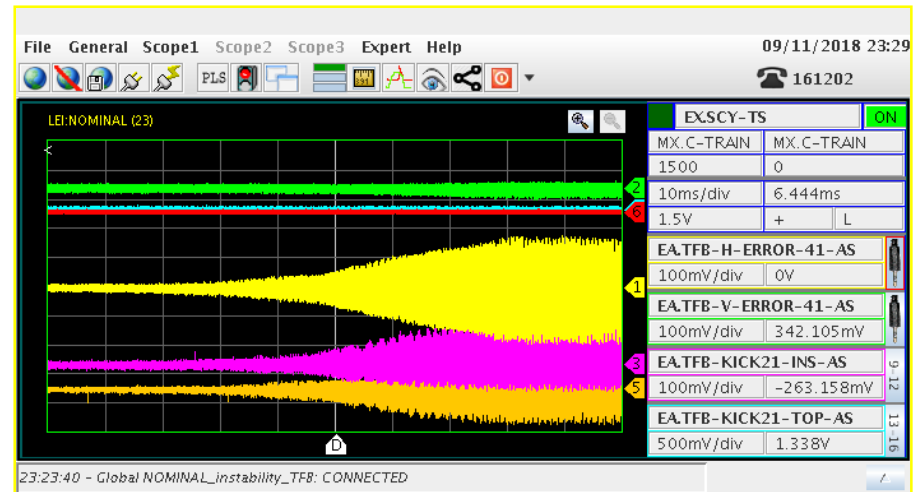 File General Scope1 Scope2 Scope3 Expert Help
09/11/2018 23:29
PLS
161202
LEI:NOMINAL (23)
<
2
6
1
3
5
D
EX.SCY-TS ON
MX.C-TRAIN MX.C-TRAIN
1500 0
10ms/div 6.444ms
1.5V + L
EA.TFB-H-ERROR-41-AS
100mV/div 0V
EA.TFB-V-ERROR-41-AS
100mV/div 342.105mV
EA.TFB-KICK21-INS-AS
100mV/div -263.158mV
9-12
EA.TFB-KICK21-TOP-AS
500mV/div 1.338V
13-16
23:23:40 - Global NOMINAL_instability_TFB: CONNECTED